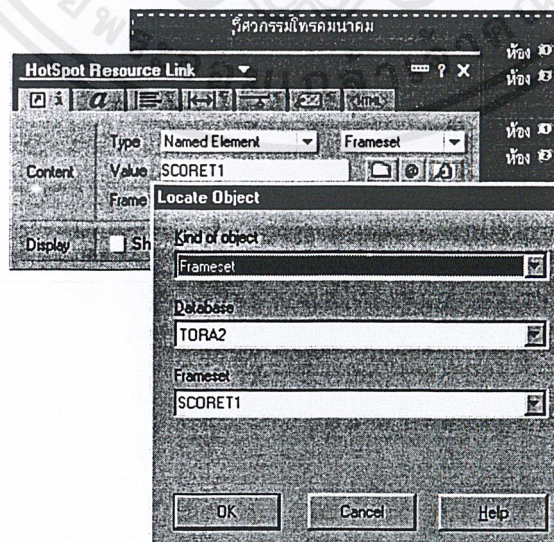 วิศวกรรมโทรคมนาคม
ห้อง
HotSpot Resource Link
ห้อง
<HTML>
Type Named Element Frameset
ห้อง
Content Value SCORET1
ห้อง
Frame
Locate Object
Display Sh
Kind of object
Frameset
Database
TORA2
Frameset
SCORET1
OK Cancel Help